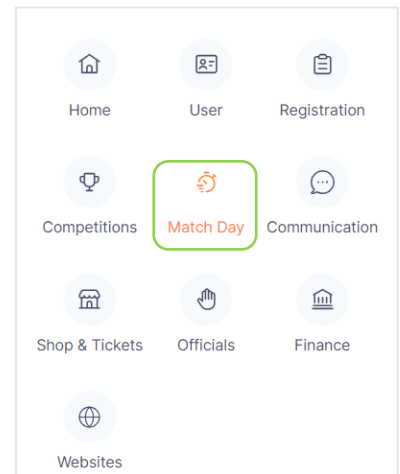 Home User Registration
Competitions Match Day Communication
Shop & Tickets Officials Finance
Websites